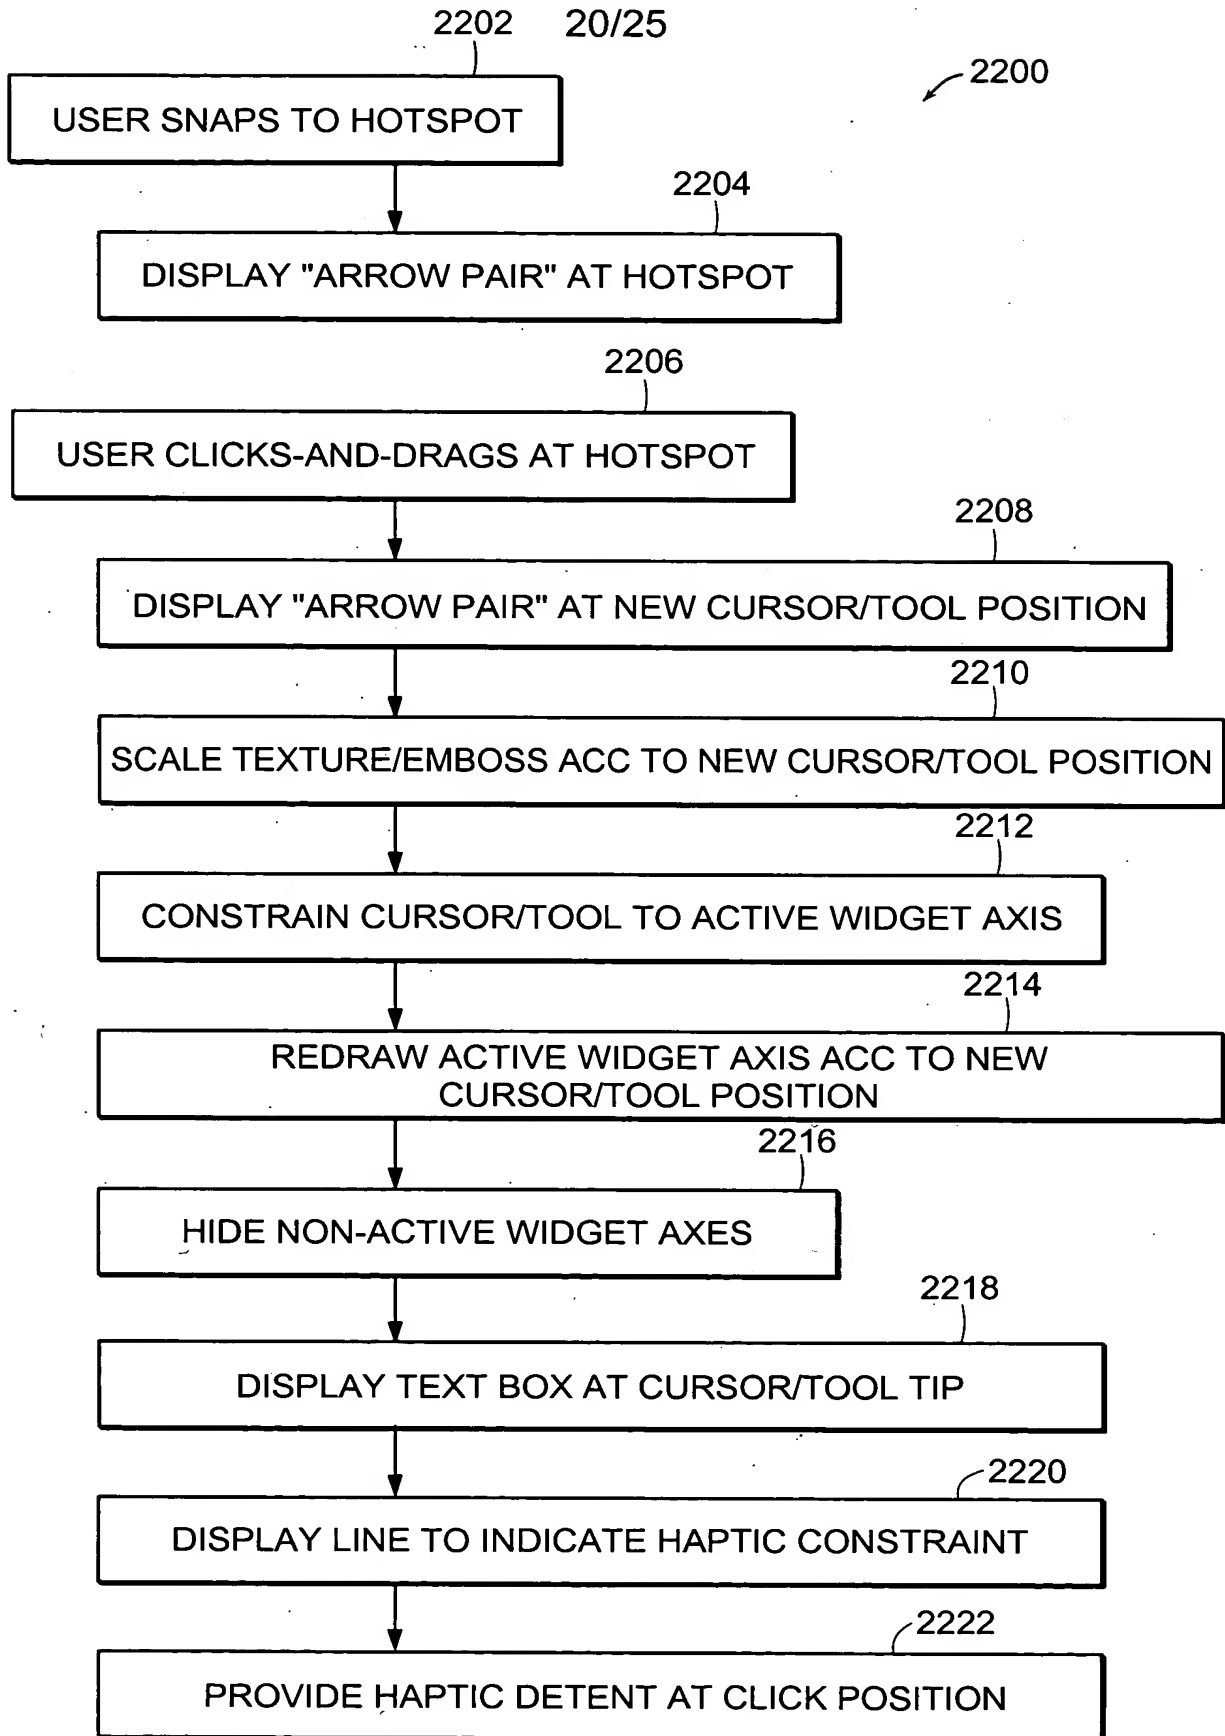 20/25
2200
2202
USER SNAPS TO HOTSPOT
2204
DISPLAY "ARROW PAIR" AT HOTSPOT
2206
USER CLICKS-AND-DRAGS AT HOTSPOT
2208
DISPLAY "ARROW PAIR" AT NEW CURSOR/TOOL POSITION
2210
SCALE TEXTURE/EMBOSS ACC TO NEW CURSOR/TOOL POSITION
2212
CONSTRAIN CURSOR/TOOL TO ACTIVE WIDGET AXIS
2214
REDRAW ACTIVE WIDGET AXIS ACC TO NEW
CURSOR/TOOL POSITION
2216
HIDE NON-ACTIVE WIDGET AXES
2218
DISPLAY TEXT BOX AT CURSOR/TOOL TIP
2220
DISPLAY LINE TO INDICATE HAPTIC CONSTRAINT
2222
PROVIDE HAPTIC DETENT AT CLICK POSITION